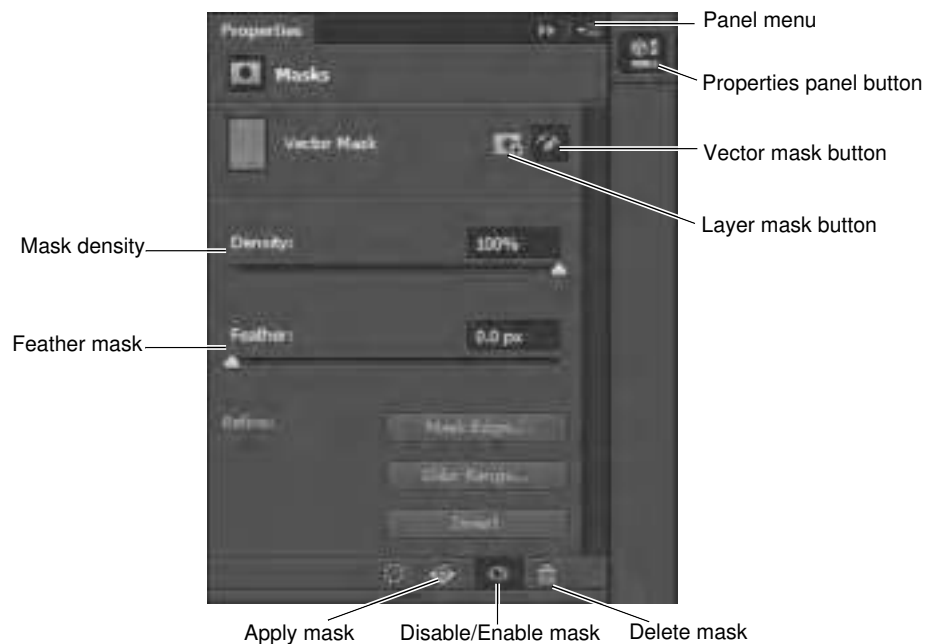 Panel menu
Properties
Properties panel button
Masks
Vector Mask
Vector mask button
Layer mask button
Mask density
Density:
100%
Feather mask
Feather:
0.0 px
Refine:
Mask Edge...
Color Range...
Invert
Apply mask
Disable/Enable mask
Delete mask